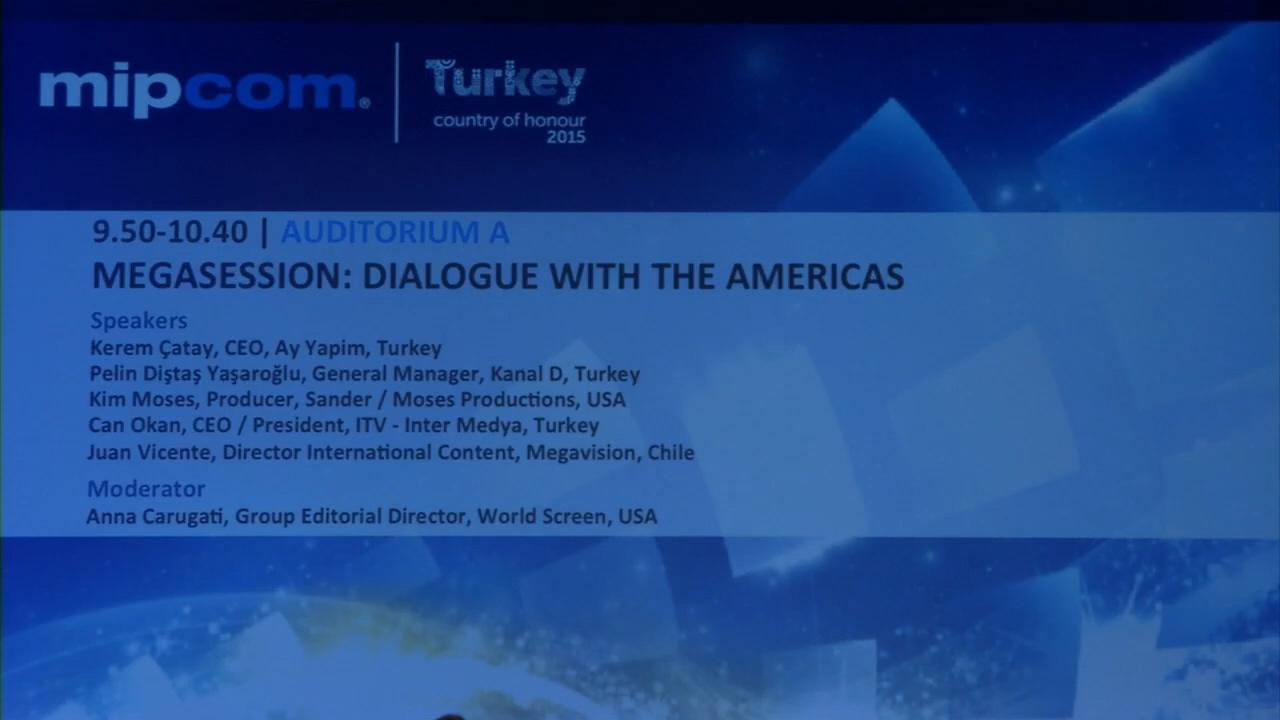 mipcom.®
Turkey
country of honour
2015
9.50-10.40 | AUDITORIUM A
MEGASESSION: DIALOGUE WITH THE AMERICAS
Speakers
Kerem Çatay, CEO, Ay Yapim, Turkey
Pelin Diştaş Yaşaroğlu, General Manager, Kanal D, Turkey
Kim Moses, Producer, Sander / Moses Productions, USA
Can Okan, CEO / President, ITV - Inter Medya, Turkey
Juan Vicente, Director International Content, Megavision, Chile
Moderator
Anna Carugati, Group Editorial Director, World Screen, USA